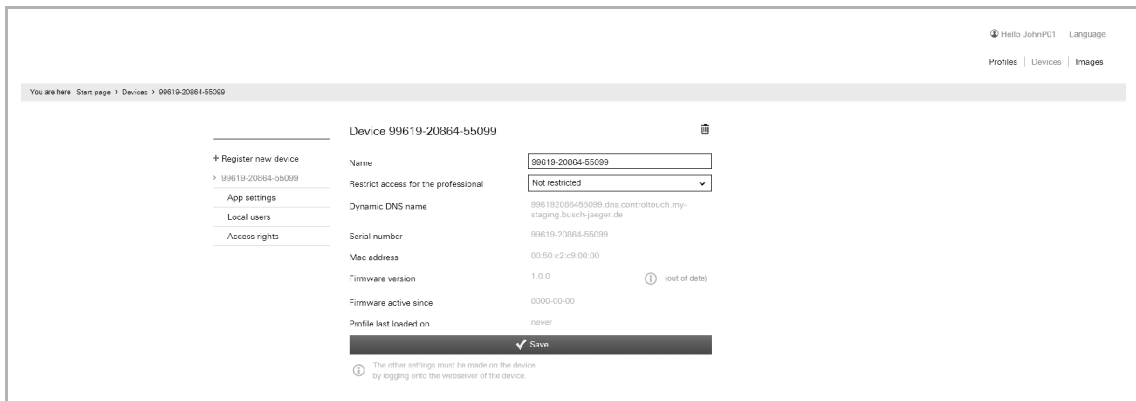 Hello JohnP01 Language
Profiles | Devices | Images
You are here Start page > Devices > 99619-20864-55099
Device 99619-20864-55099
+ Register new device
> 99619-20864-55099
App settings
Local users
Access rights
Name 99619-20864-55099
Restrict access for the professional Not restricted
Dynamic DNS name 996192086455099.dns.controltouch.my-
staging.busch-jaeger.de
Serial number 99619-20864-55099
Mac address 00:50:c2:c9:00:00
Firmware version 1.0.0 (out of date)
Firmware active since 0000-00-00
Profile last loaded on never
Save
The other settings must be made on the device
by logging onto the webserver of the device.